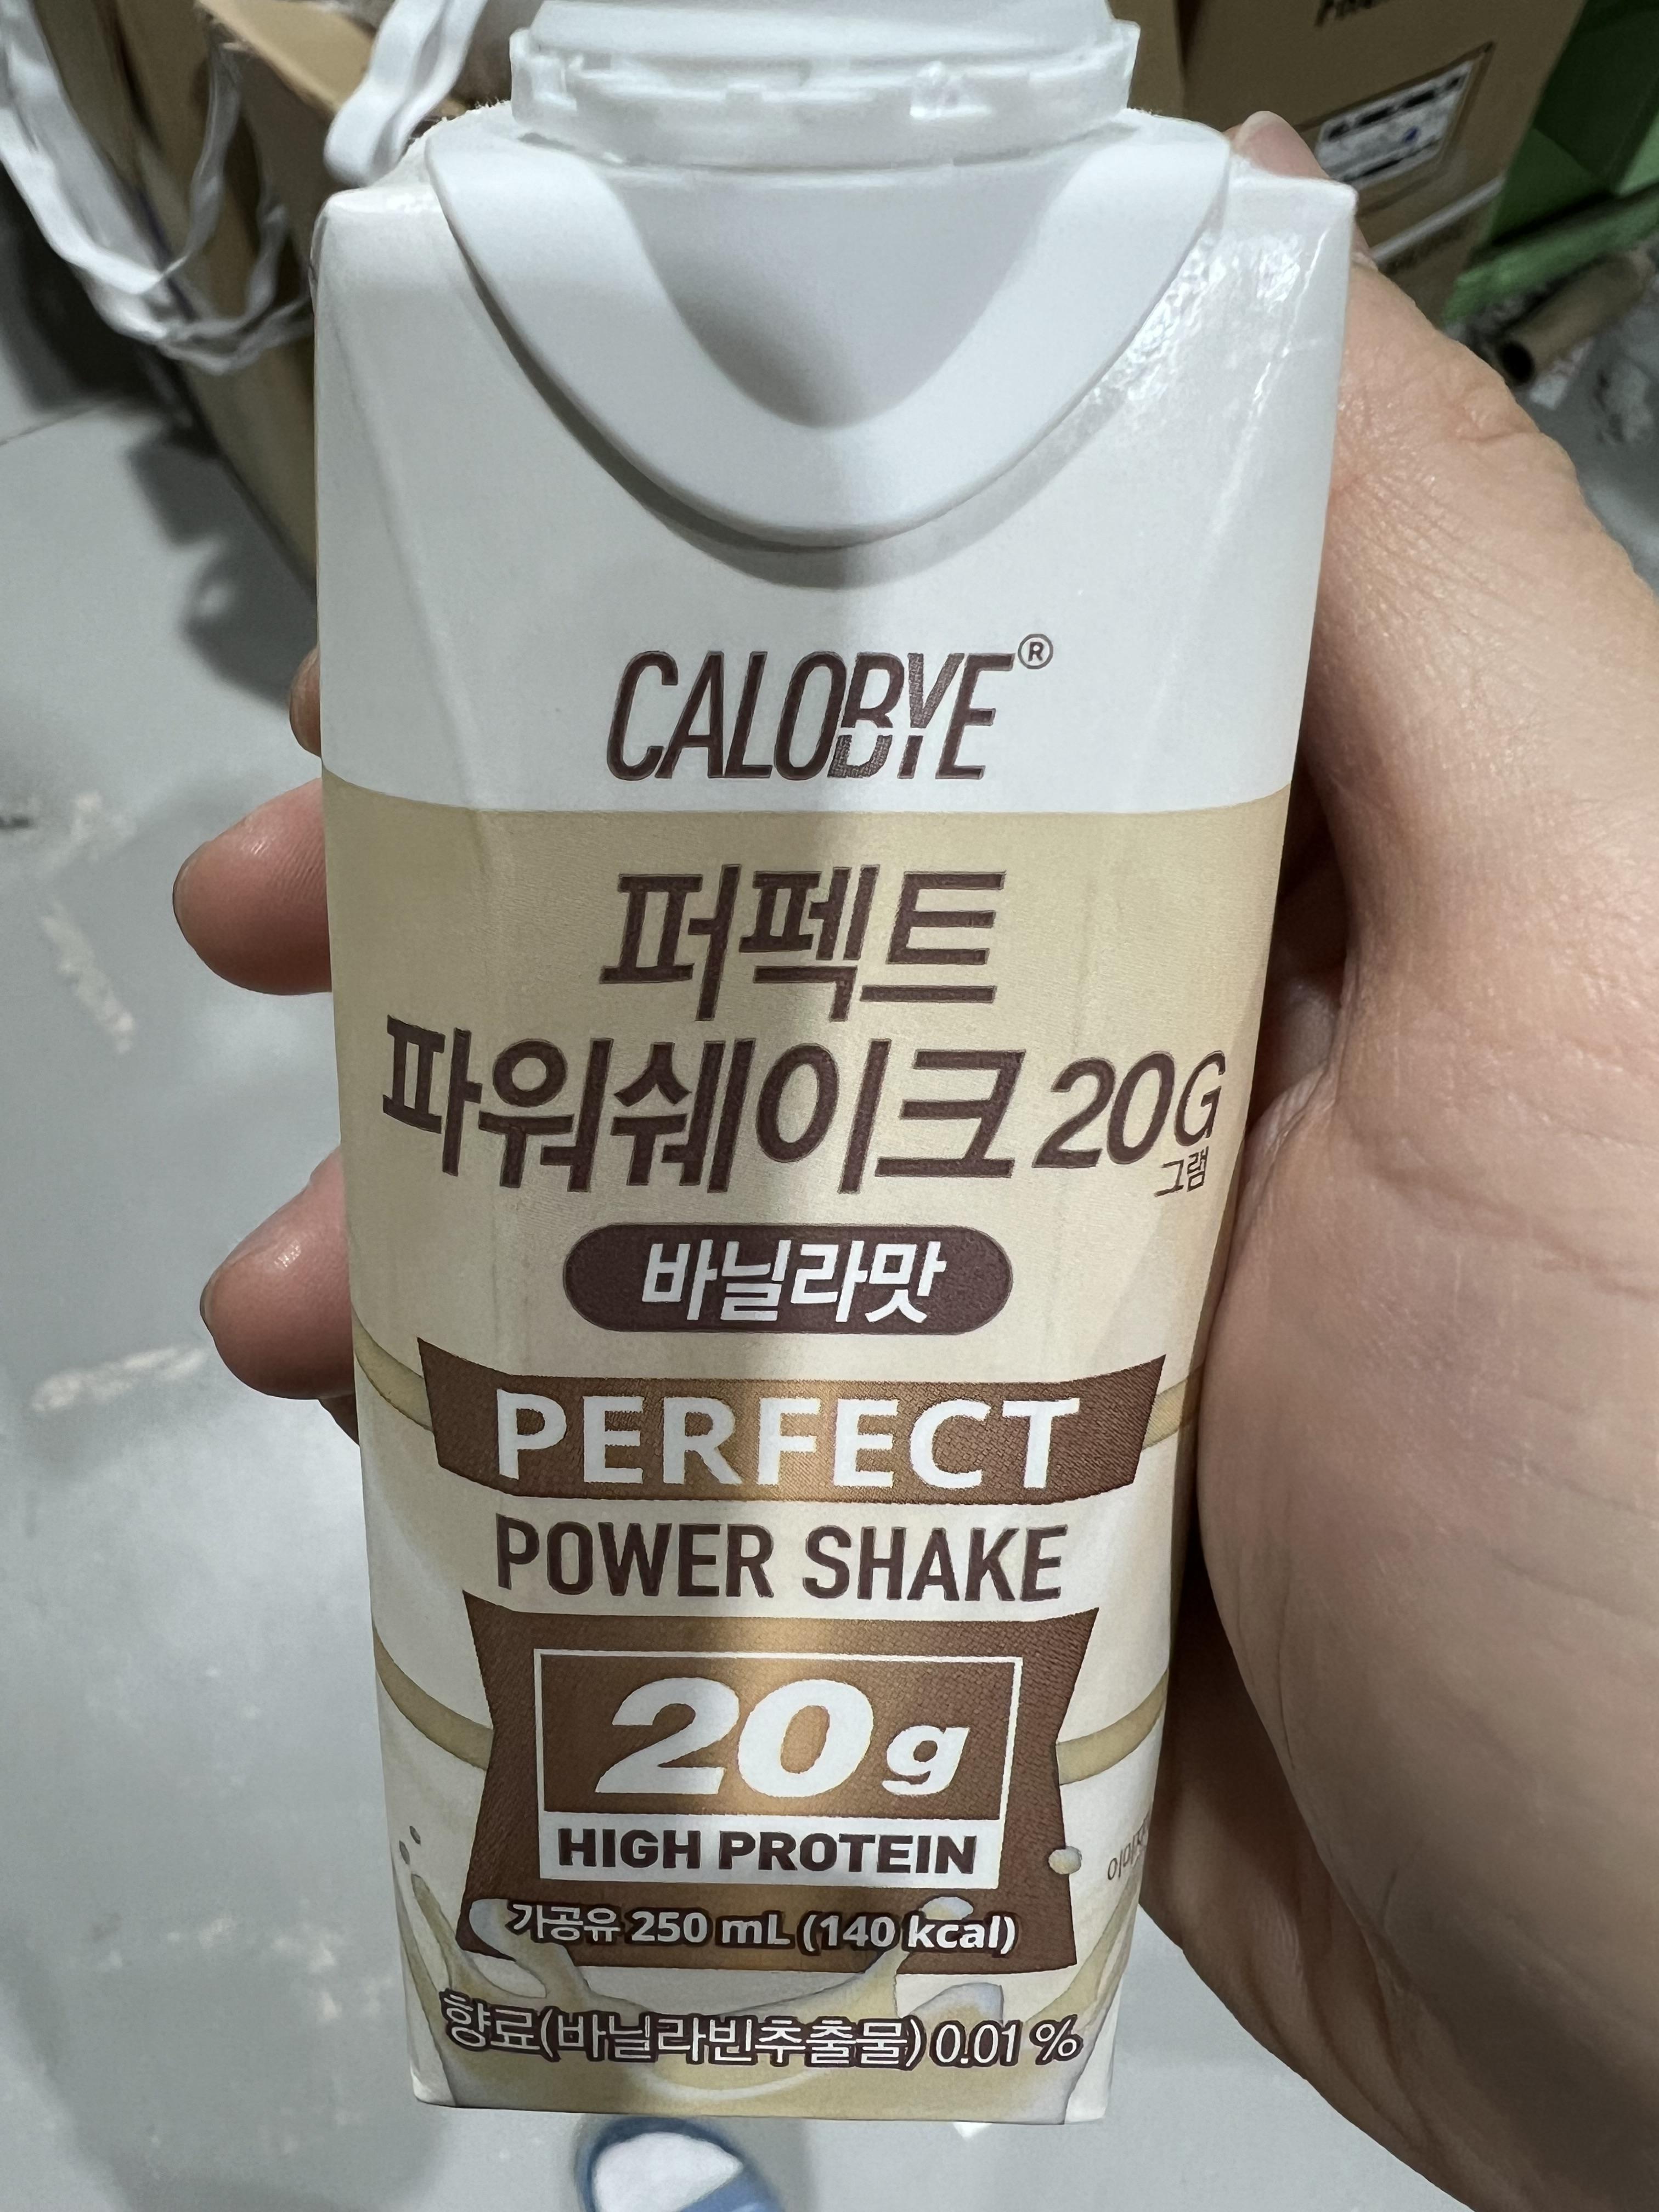 CALOBYE®
퍼펙트
파워쉐이크 20G
그램
바닐라맛
PERFECT
POWER SHAKE
20g
HIGH PROTEIN
가공유 250 mL (140 kcal)
향료(바닐라빈추출물) 0.01 %